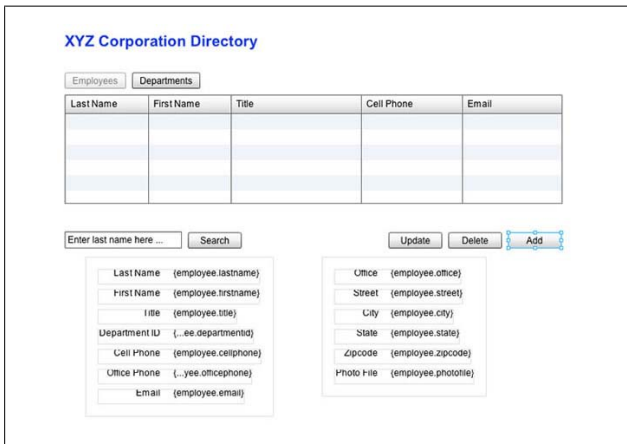 XYZ Corporation Directory
Employees Departments
Last Name First Name Title Cell Phone Email
Enter last name here ... Search Update Delete Add
Last Name {employee.lastname}
First Name {employee.firstname}
Title {employee.title}
Department ID {...ee.departmentid}
Cell Phone {employee.cellphone}
Office Phone {...yee.officephone}
Email {employee.email}
Office {employee.office}
Street {employee.street}
City {employee.city}
State {employee.state}
Zipcode {employee.zipcode}
Photo File {employee.photofile}